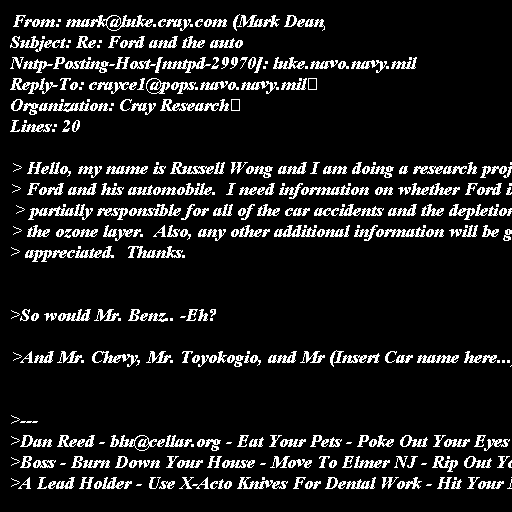 From: mark@luke.cray.com (Mark Dean)
Subject: Re: Ford and the auto
Nntp-Posting-Host-[nntpd-29970]: luke.navo.navy.mil
Reply-To: crayce1@pops.navo.navy.mil
Organization: Cray Research
Lines: 20
> Hello, my name is Russell Wong and I am doing a research proj
> Ford and his automobile. I need information on whether Ford i
> partially responsible for all of the car accidents and the depletion
> the ozone layer. Also, any other additional information will be g
> appreciated. Thanks.
>So would Mr. Benz.. -Eh?
>And Mr. Chevy, Mr. Toyokogio, and Mr (Insert Car name here...
>---
>Dan Reed - blu@cellar.org - Eat Your Pets - Poke Out Your Eyes
>Boss - Burn Down Your House - Move To Elmer NJ - Rip Out Yo
>A Lead Holder - Use X-Acto Knives For Dental Work - Hit Your